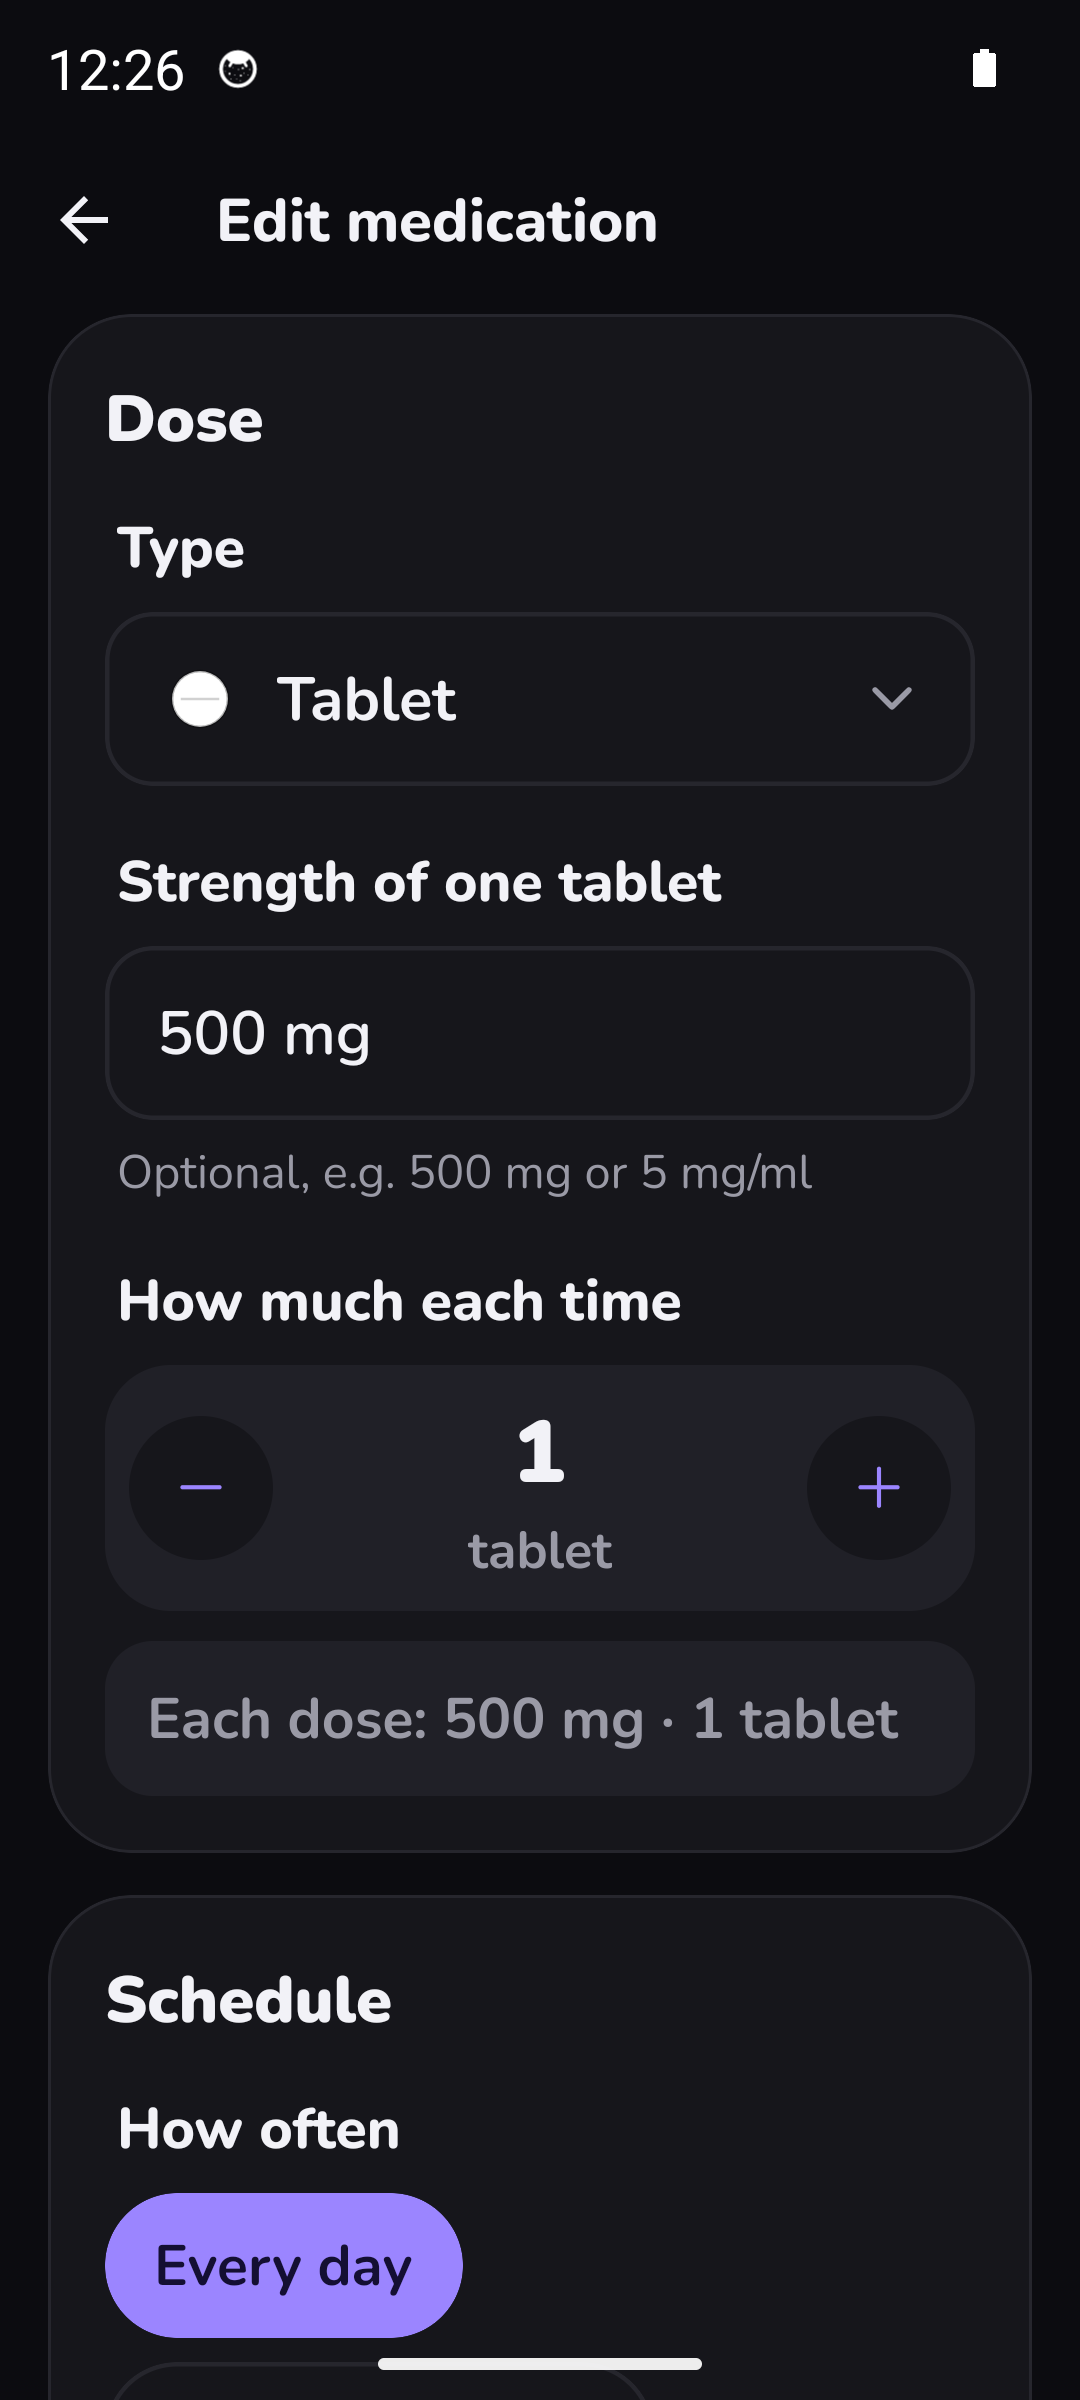 12:26
Edit medication
Dose
Type
Tablet
Strength of one tablet
500 mg
Optional, e.g. 500 mg or 5 mg/ml
How much each time
1
tablet
Each dose: 500 mg · 1 tablet
Schedule
How often
Every day